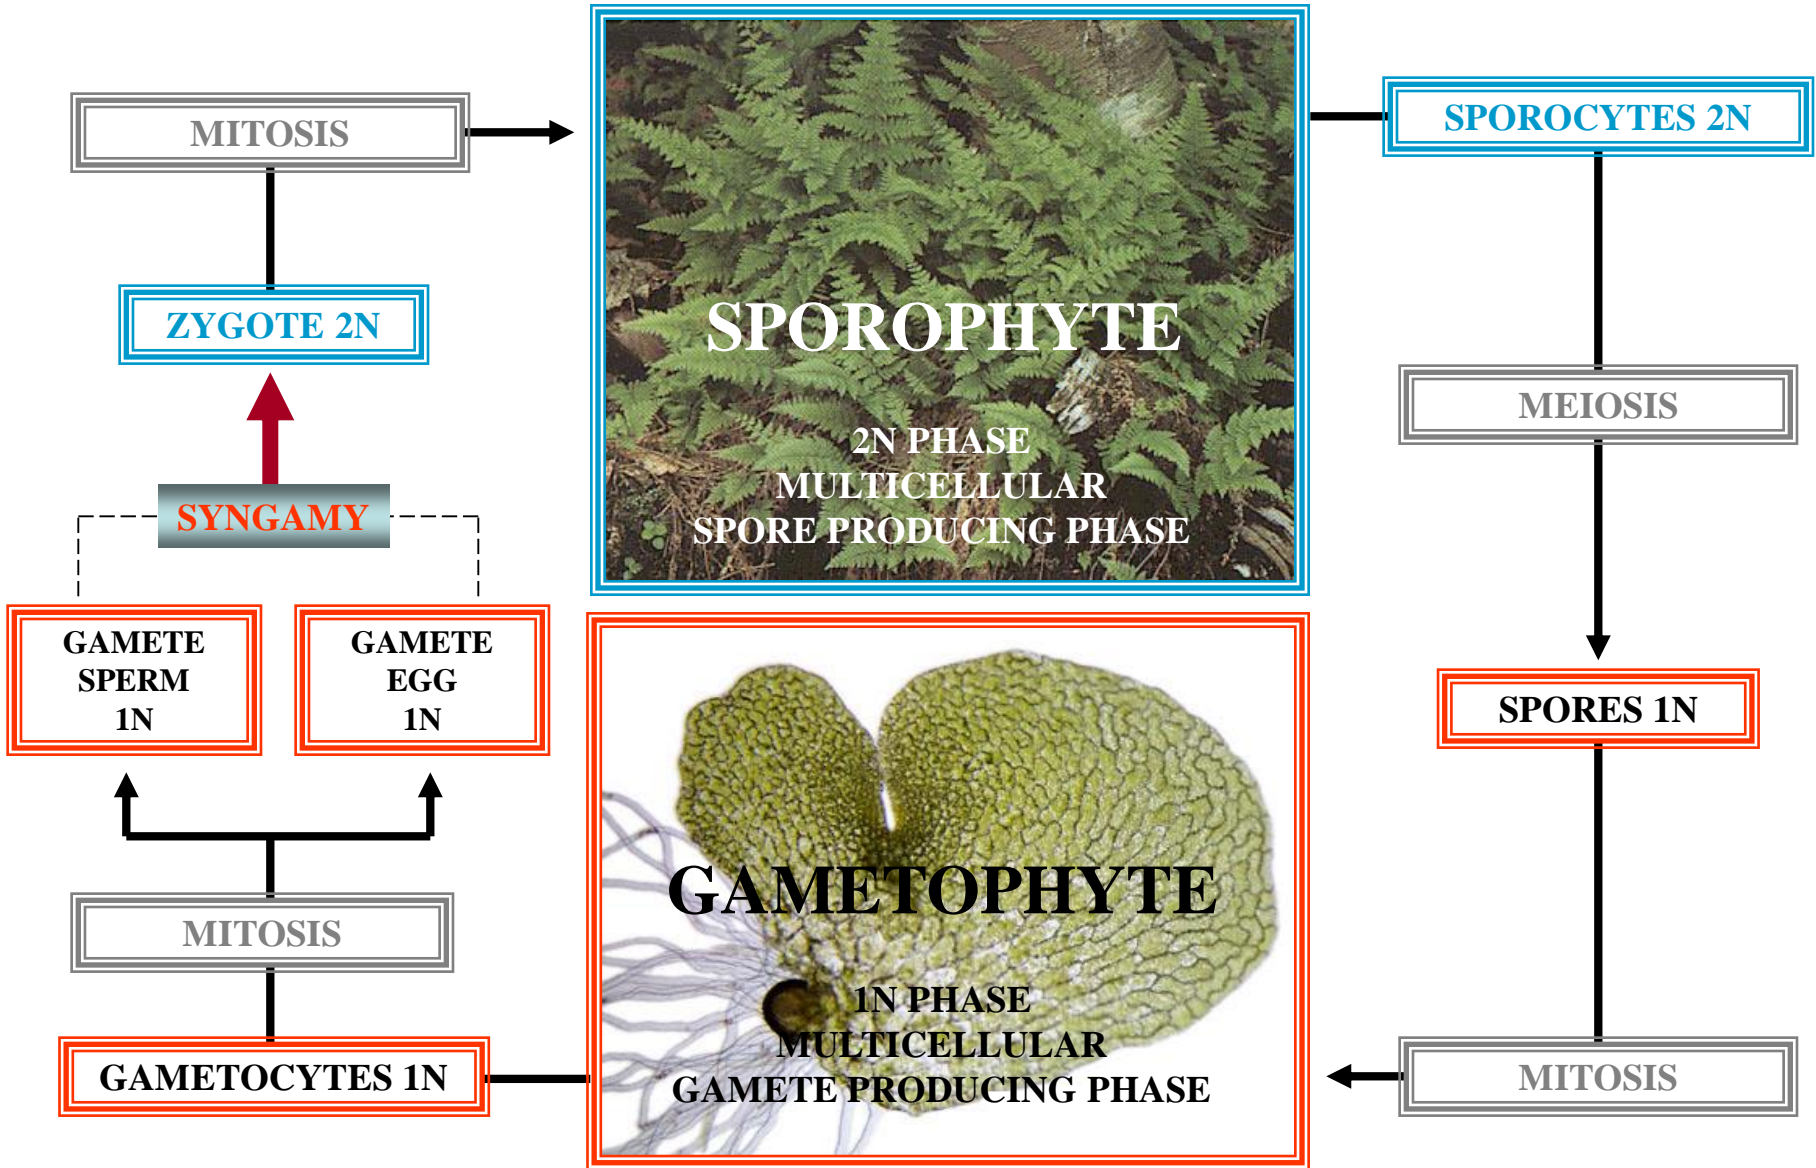 MITOSIS
SPOROCYTES 2N
ZYGOTE 2N
SPOROPHYTE
2N PHASE
MULTICELLULAR
SPORE PRODUCING PHASE
MEIOSIS
SYNGAMY
GAMETE
SPERM
1N
GAMETE
EGG
1N
SPORES 1N
GAMETOPHYTE
1N PHASE
MULTICELLULAR
GAMETE PRODUCING PHASE
MITOSIS
GAMETOCYTES 1N
MITOSIS